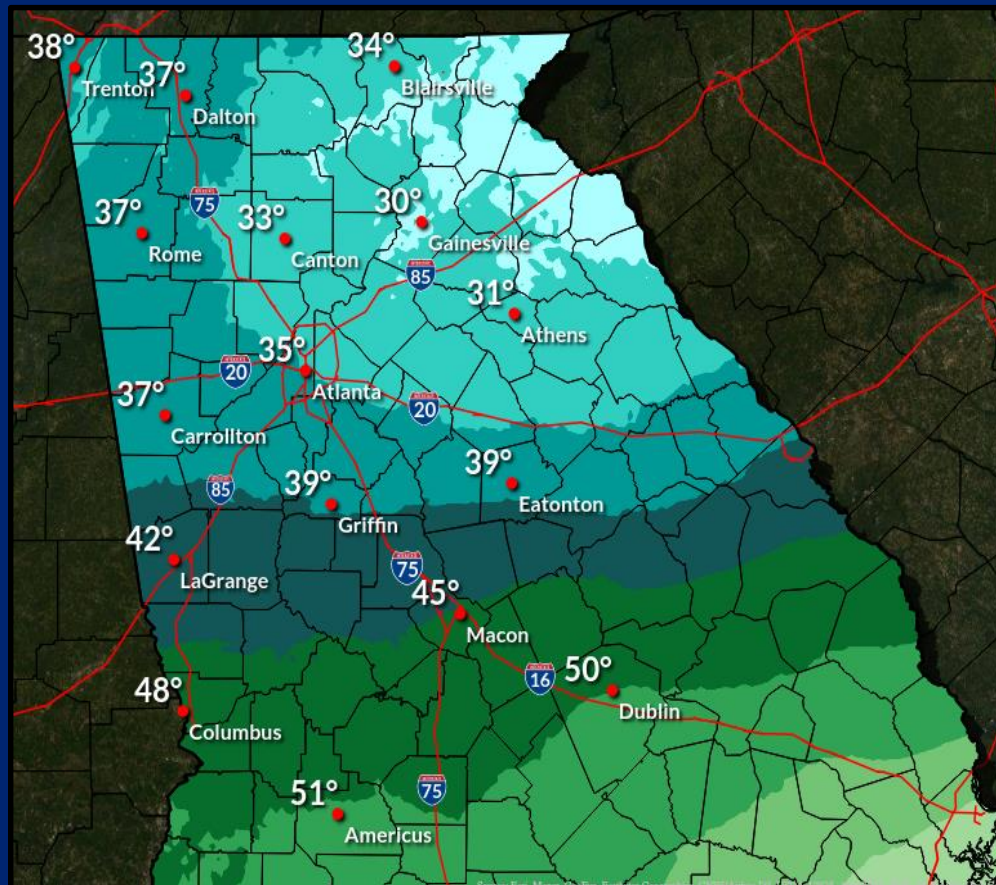 38°
Trenton
37°
Dalton
34°
Blairsville
75
37°
Rome
33°
Canton
30°
Gainesville
85
31°
Athens
35°
Atlanta
20
20
37°
Carrollton
85
39°
Griffin
39°
Eatonton
42°
LaGrange
75
45°
Macon
16
50°
Dublin
48°
Columbus
75
51°
Americus